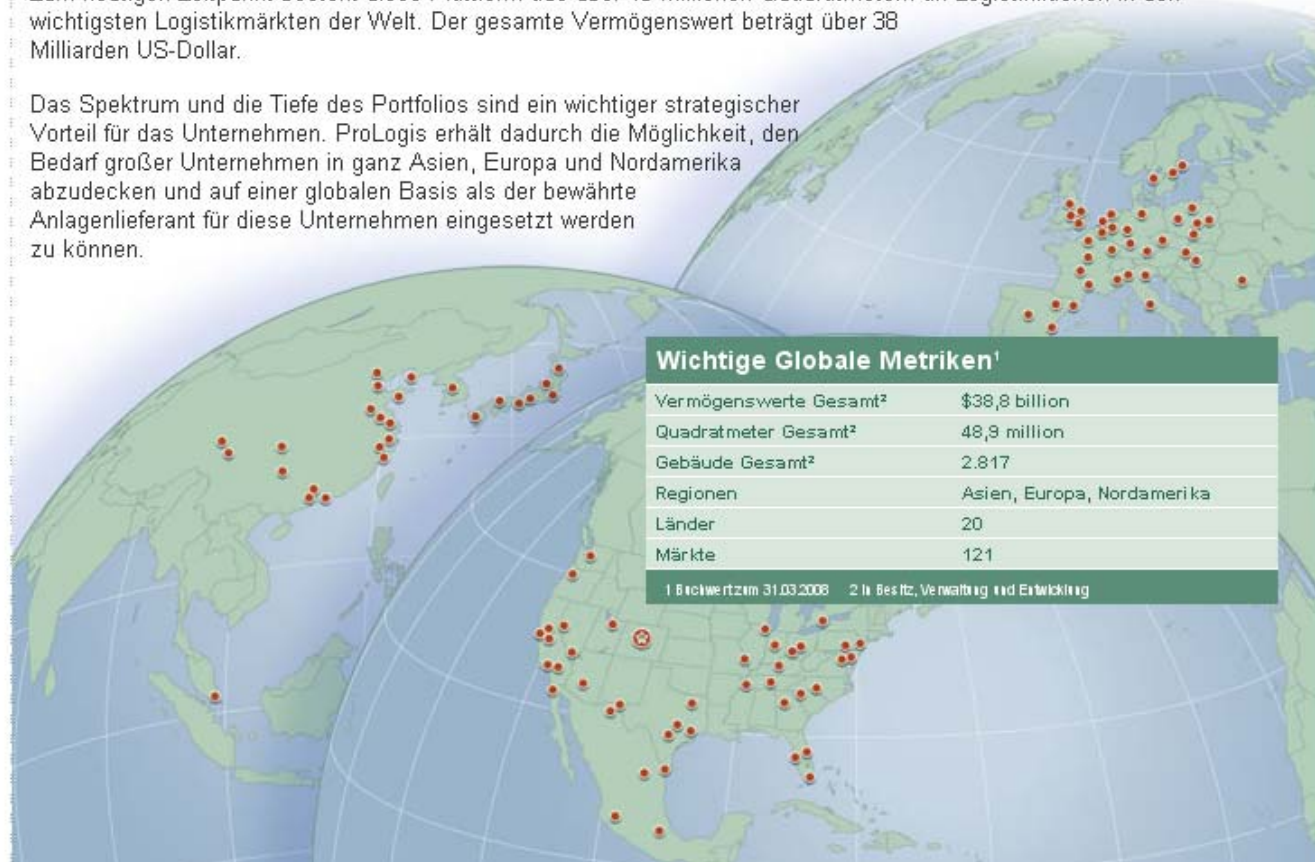 wichtigsten Logistikmärkten der Welt. Der gesamte Vermögenswert beträgt über 38
Milliarden US-Dollar.
Das Spektrum und die Tiefe des Portfolios sind ein wichtiger strategischer
Vorteil für das Unternehmen. ProLogis erhält dadurch die Möglichkeit, den
Bedarf großer Unternehmen in ganz Asien, Europa und Nordamerika
abzudecken und auf einer globalen Basis als der bewährte
Anlagenlieferant für diese Unternehmen eingesetzt werden
zu können.
Wichtige Globale Metriken¹
Vermögenswerte Gesamt² $38,8 billion
Quadratmeter Gesamt² 48,9 million
Gebäude Gesamt² 2.817
Regionen Asien, Europa, Nordamerika
Länder 20
Märkte 121
1 Buchwert zum 31.03.2008 2 In Besitz, Verwaltung und Entwicklung